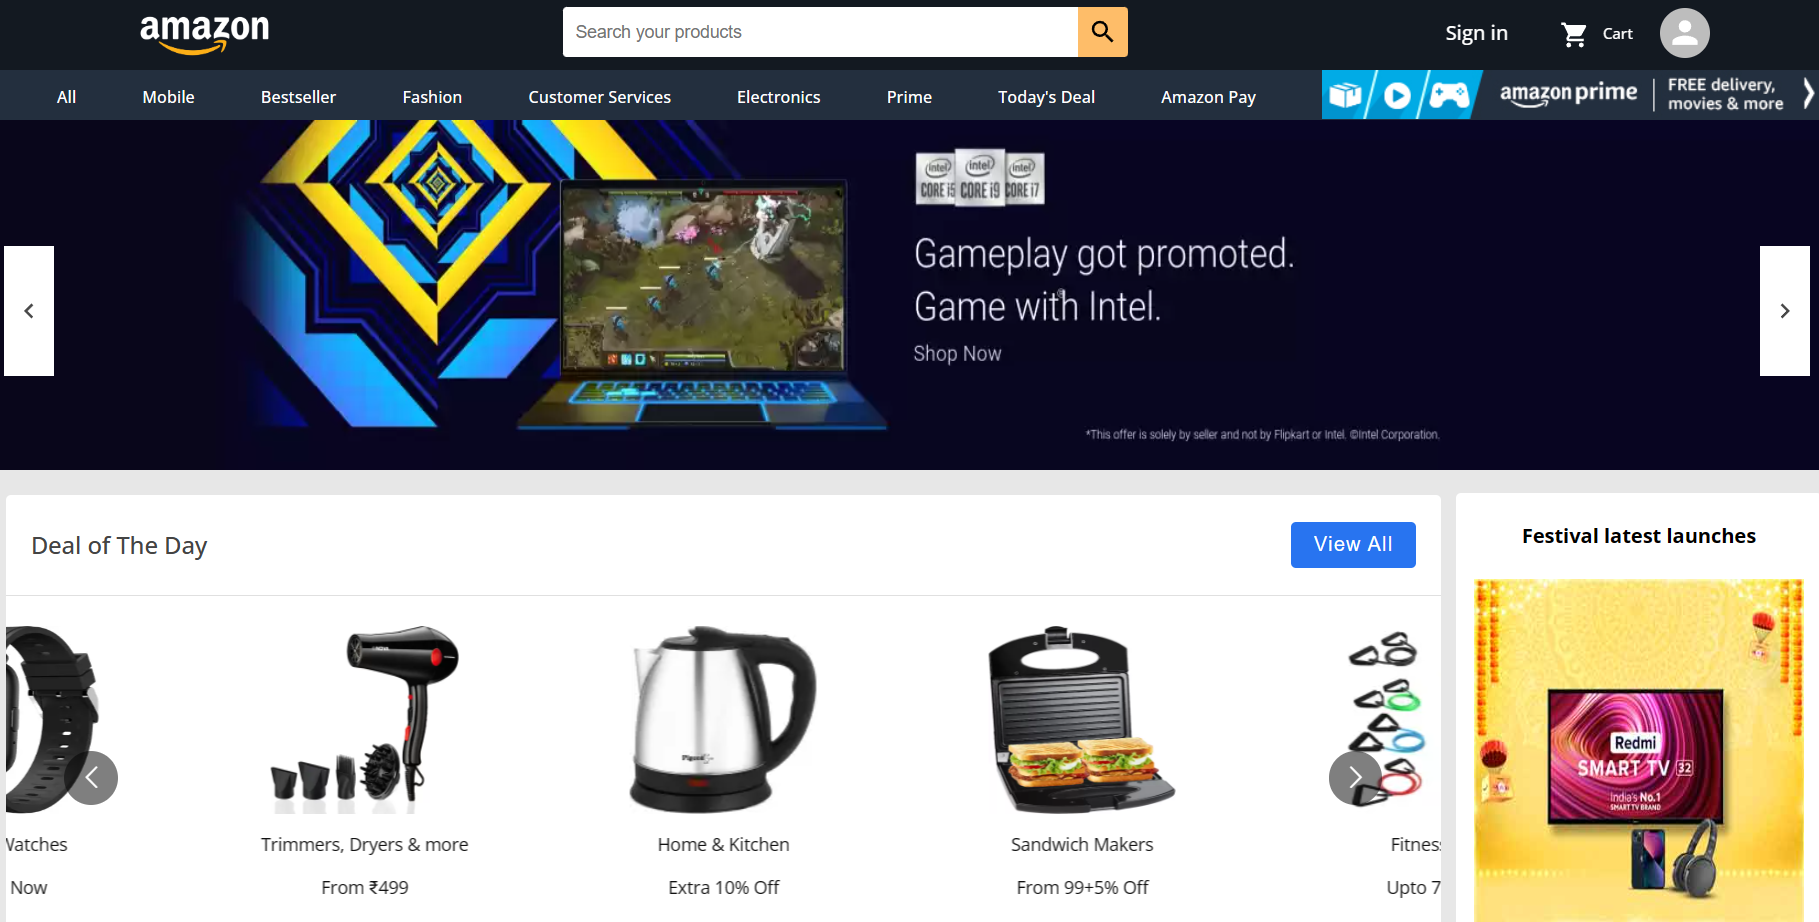 amazon
Search your products
Sign in
Cart
All
Mobile
Bestseller
Fashion
Customer Services
Electronics
Prime
Today's Deal
Amazon Pay
amazon prime
FREE delivery,
movies & more
intel intel intel
CORE i5 CORE i9 CORE i7
Gameplay got promoted.
Game with Intel.
Shop Now
*This offer is solely by seller and not by Flipkart or Intel. ©Intel Corporation.
Deal of The Day
View All
Festival latest launches
NOVA
Pigeon
Watches
Now
Trimmers, Dryers & more
From ₹499
Home & Kitchen
Extra 10% Off
Sandwich Makers
From 99+5% Off
Fitness
Upto 7
Redmi
SMART TV 32
India's No.1
SMART TV BRAND